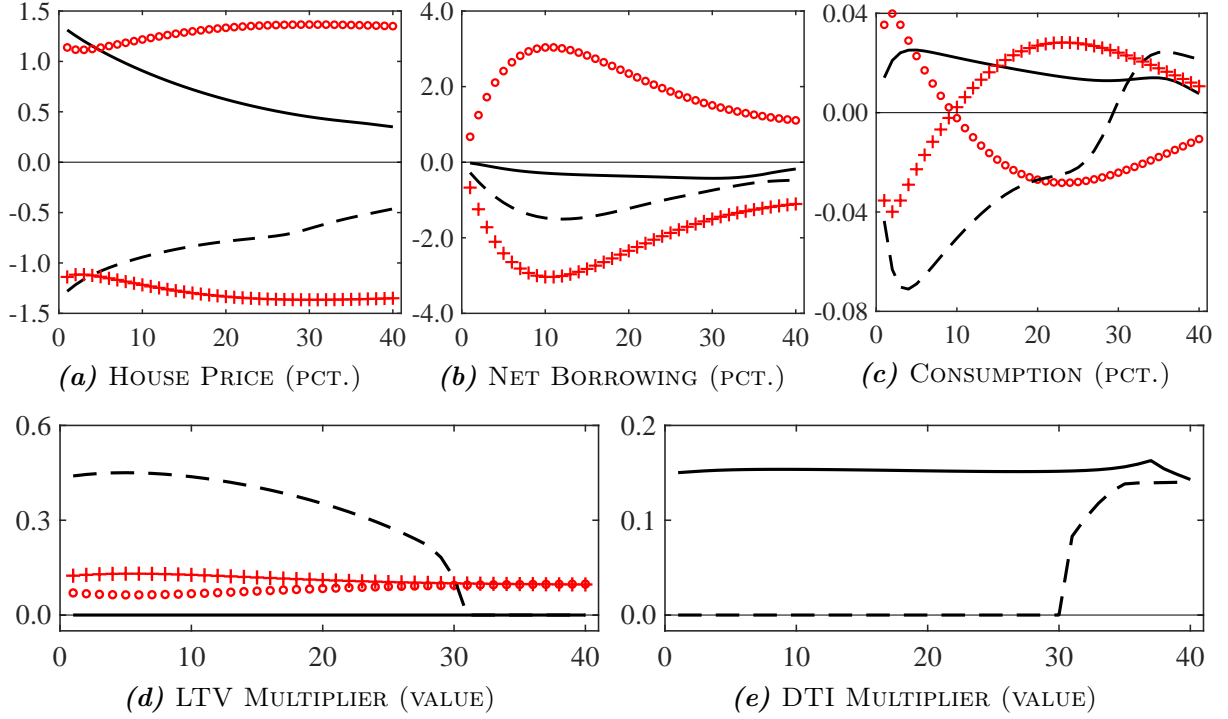 1.5
1.0
0.5
0.0
-0.5
-1.0
-1.5
0 10 20 30 40
(a) HOUSE PRICE (PCT.)
4.0
2.0
0.0
-2.0
-4.0
0 10 20 30 40
(b) NET BORROWING (PCT.)
0.04
0.00
-0.04
-0.08
0 10 20 30 40
(c) CONSUMPTION (PCT.)
0.6
0.3
0.0
0 10 20 30 40
(d) LTV MULTIPLIER (VALUE)
0.2
0.1
0.0
0 10 20 30 40
(e) DTI MULTIPLIER (VALUE)